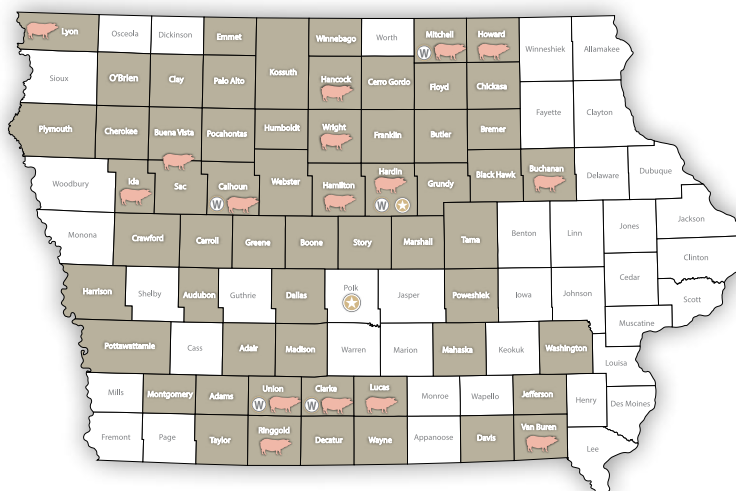 Lyon
Osceola
Dickinson
Emmet
Winnebago
Worth
Mitchell
Howard
Winneshiek
Allamakee
W
Sioux
O'Brien
Clay
Palo Alto
Kossuth
Hancock
Cerro Gordo
Floyd
Chickasa
Fayette
Clayton
Plymouth
Cherokee
Buena Vista
Pocahontas
Humboldt
Wright
Franklin
Butler
Bremer
Woodbury
Ida
Sac
Calhoun
W
Webster
Hamilton
Hardin
W
Grundy
Black Hawk
Buchanan
Delaware
Dubuque
Monona
Crawford
Carroll
Greene
Boone
Story
Marshall
Tama
Benton
Linn
Jones
Jackson
Clinton
Harrison
Shelby
Audubon
Guthrie
Dallas
Polk
Jasper
Poweshiek
Iowa
Johnson
Cedar
Scott
Muscatine
Pottawattamie
Cass
Adair
Madison
Warren
Marion
Mahaska
Keokuk
Washington
Louisa
Mills
Montgomery
Adams
Union
W
Clarke
W
Lucas
Monroe
Wapello
Jefferson
Henry
Des Moines
Fremont
Page
Taylor
Ringgold
Decatur
Wayne
Appanoose
Davis
Van Buren
Lee